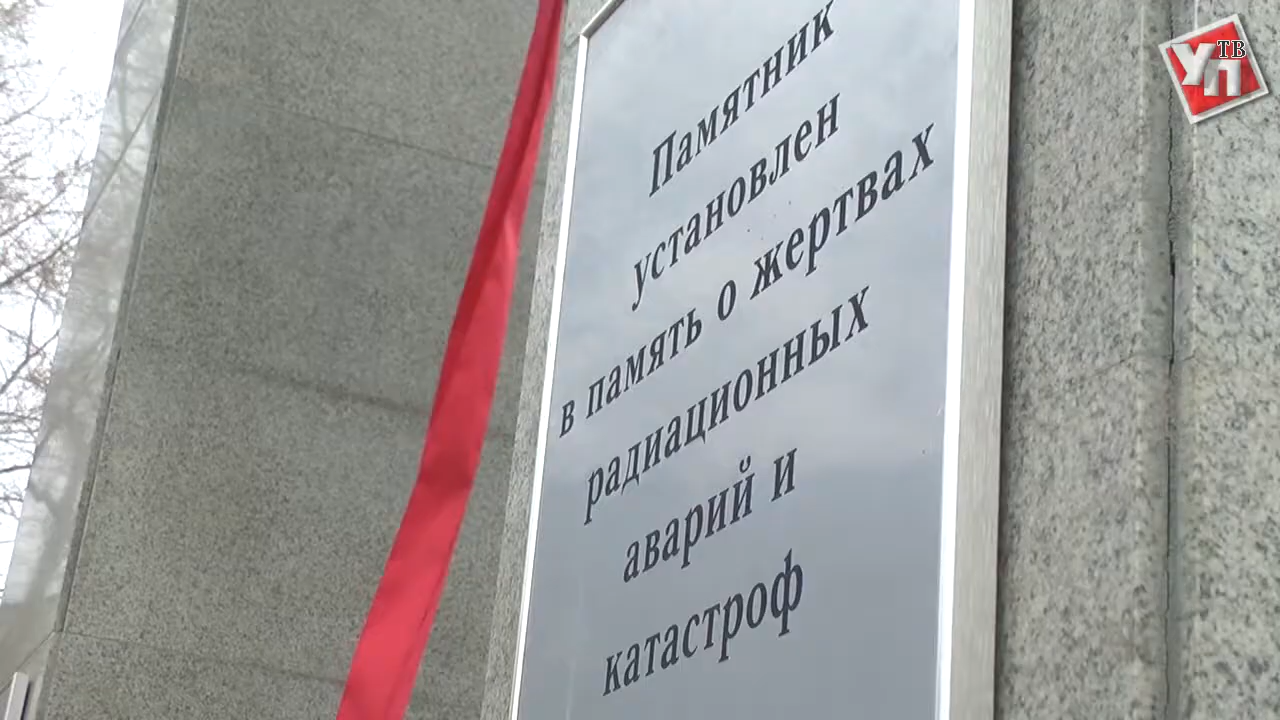 Памятник
установлен
в память о жертвах
радиационных
аварий и
катастроф
УП ТВ